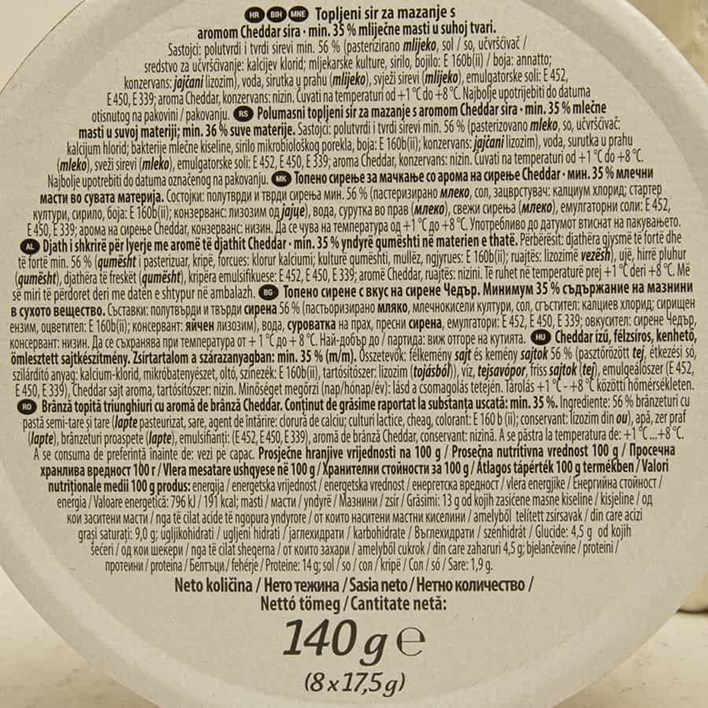 HR BIH MNE Topljeni sir za mazanje s
aromom Cheddar sira · min. 35 % mliječne masti u suhoj tvari.
Sastojci: polutvrdi i tvrdi sirevi min. 56 % (pasterizirano mlijeko, sol / so, učvršćivač /
sredstvo za učvršćivanje: kalcijev klorid; mljekarske kulture, sirilo, bojilo: E 160b(ii) / boja: annatto;
konzervans: jajčani lizozim), voda, sirutka u prahu (mlijeko), svježi sirevi (mlijeko), emulgatorske soli: E 452,
E 450, E 339; aroma Cheddar, konzervans: nizin. Čuvati na temperaturi od +1 °C do +8 °C. Najbolje upotrijebiti do datuma
otisnutog na pakovini / pakovanju. RS Polumasni topljeni sir za mazanje s aromom Cheddar sira · min. 35 % mlečne
masti u suvoj materiji; min. 36 % suve materije. Sastojci: polutvrdi i tvrdi sirevi min. 56 % (pasterizovano mleko, so, učvršćivač:
kalcijum hlorid; bakterije mlečne kiseline, sirilo mikrobiološkog porekla, boja: E 160b(ii); konzervans: jajčani lizozim), voda, surutka u prahu
(mleko), sveži sirevi (mleko), emulgatorske soli: E 452, E 450, E 339; aroma Cheddar, konzervans: nizin. Čuvati na temperaturi od +1 °C do +8 °C.
Najbolje upotrebiti do datuma označenog na pakovanju. MK Топено сирење за мачкање со арома на сирење Cheddar · мин. 35 % млечни
масти во сувата материја. Состојки: полутврди и тврди сирења мин. 56 % (пастеризирано млеко, сол, зацврстувач: калциум хлорид; стартер
култури, сирило, боја: E 160b(ii); конзерванс: лизозим од јајце), вода, сурутка во прав (млеко), свежи сирења (млеко), емулгаторни соли: E 452,
E 450, E 339; арома на сирење Cheddar, конзерванс: низин. Да се чува на температура од +1 °C до +8 °C. Употребливо до датумот втиснат на пакувањето.
AL Djath i shkrirë për lyerje me aromë të djathit Cheddar · min. 35 % yndyrë qumështi në materien e thatë. Përbërësit: djathëra gjysmë të fortë dhe
të fortë min. 56 % (qumësht i pasterizuar, kripë, forcues: klorur kalciumi; kulturë qumështi, mullëz, ngjyrues: E 160b(ii); ruajtës: lizozimë vezësh), ujë, hirrë pluhur
(qumësht), djathëra të freskët (qumësht), kripëra emulsifikuese: E 452, E 450, E 339; aromë Cheddar, ruajtës: nizini. Të ruhet në temperaturë prej +1 °C deri +8 °C. Më
së miri të përdoret deri me datën e shtypur në ambalazh. BG Топено сирене с вкус на сирене Чедър. Минимум 35 % съдържание на мазнини
в сухото вещество. Съставки: полутвърди и твърди сирена 56 % (пастьоризирано мляко, млечнокисели култури, сол, сгъстител: калциев хлорид; сирищен
ензим, оцветител: E 160b(ii); консервант: яйчен лизозим), вода, суроватка на прах, пресни сирена, емулгатори: E 452, E 450, E 339; овкусител: сирене Чедър,
консервант: низин. Да се съхранява при температура от + 1 °C до + 8 °C. Най-добър до / партида: виж отгоре на кутията. HU Cheddar ízű, félzsíros, kenhető,
ömlesztett sajtkészítmény. Zsírtartalom a szárazanyagban: min. 35 % (m/m). Összetevők: félkemény sajt és kemény sajtok 56 % (pasztőrözött tej, étkezési só,
szilárdító anyag: kalcium-klorid, mikrobatenyészet, oltó, színezék: E 160b(ii), tartósítószer: lizozim (tojásból)), víz, tejsavópor, friss sajtok (tej), emulgeálószer (E 452,
E 450, E 339), Cheddar sajt aroma, tartósítószer: nizin. Minőségét megőrzi (nap/hónap/év): lásd a csomagolás tetején. Tárolás +1 °C - +8 °C közötti hőmérsékleten.
RO Brânză topită triunghiuri cu aromă de brânză Cheddar. Conținut de grăsime raportat la substanța uscată: min. 35 %. Ingrediente: 56 % brânzeturi cu
pastă semi-tare și tare (lapte pasteurizat, sare, agent de întărire: clorură de calciu; culturi lactice, cheag, colorant: E 160 b (ii); conservant: lizozim din ou), apă, zer praf
(lapte), brânzeturi proaspete (lapte), emulsifianți: (E 452, E 450, E 339), aromă de brânză Cheddar, conservant: nizină. A se păstra la temperatura de: +1 °C ...+8 °C.
A se consuma de preferință înainte de: vezi pe capac. Prosječne hranjive vrijednosti na 100 g / Prosečna nutritivna vrednost 100 g / Просечна
хранлива вредност 100 г / Vlera mesatare ushqyese në 100 g / Хранителни стойности за 100 g / Átlagos tápérték 100 g termékben / Valori
nutriționale medii 100 g produs: energija / energetska vrijednost / energetska vrednost / енергетска вредност / vlera energjike / Енергийна стойност /
energia / Valoare energetică: 796 kJ / 191 kcal; masti / масти / yndyrë / Мазнини / zsír / Grăsimi: 13 g od kojih zasićene masne kiseline / kisjeline / од
кои заситени масти / nga të cilat acide të ngopura yndyrore / от които наситени мастни киселини / amelyből telített zsírsavak / din care acizi
grași saturați: 9,0 g; ugljikohidrati / ugljeni hidrati / јаглехидрати / karbohidrate / Въглехидрати / szénhidrát / Glucide: 4,5 g od kojih
šećeri / од кои шеќери / nga të cilat sheqerna / от които захари / amelyből cukrok / din care zaharuri 4,5 g; bjelančevine / proteini /
протеини / proteina / Белтъци / fehérje / Proteine: 14 g; sol / so / сол / kripë / Сол / só / Sare: 1,9 g.
Neto količina / Нето тежина / Sasia neto / Нетно количество /
Nettó tömeg / Cantitate netă:
140 g e
(8 x 17,5 g)